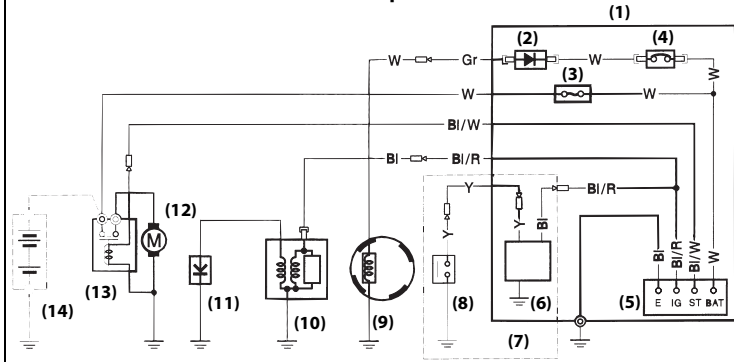 (1)
(2)
(4)
W
Gr
W
(3)
W
W
W
Bl/W
Bl
Bl/R
Y
Bl/R
(12)
M
Y
Y
Bl
Bl
Bl/R
Bl/W
W
(5)
E IG ST BAT
(14)
(13)
(11)
(10)
(9)
(8)
(6)
(7)